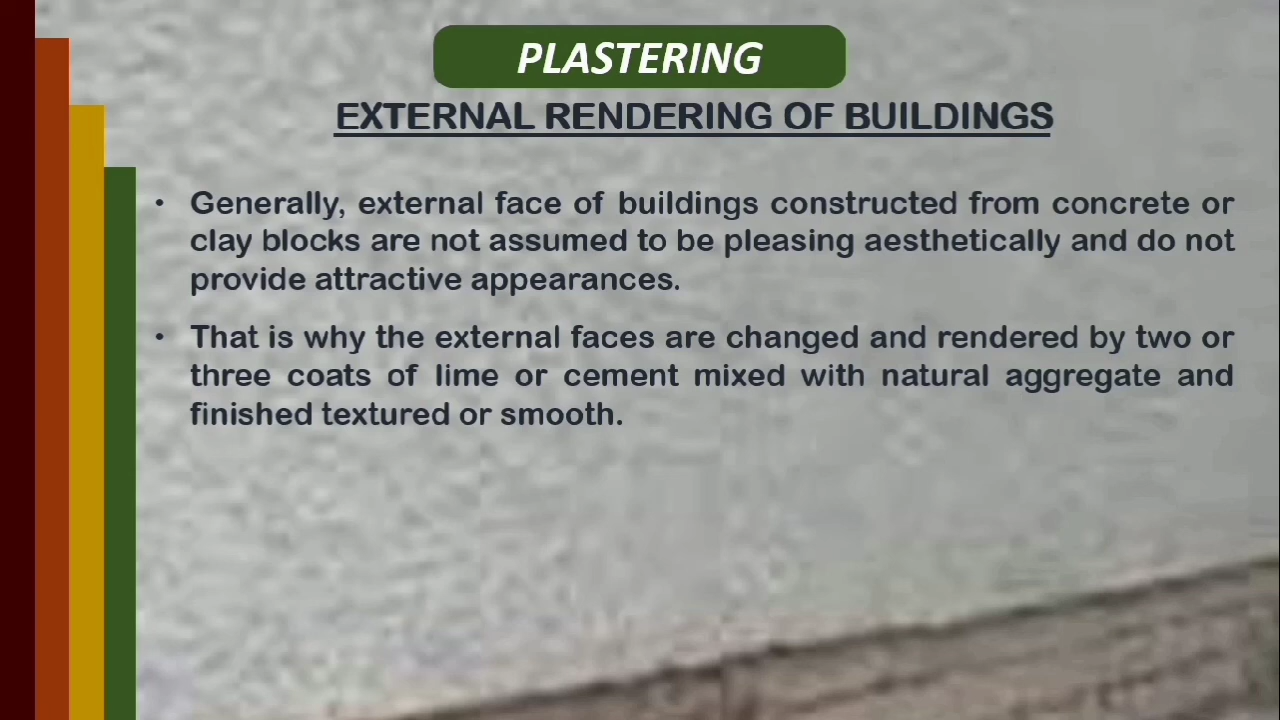 PLASTERING
EXTERNAL RENDERING OF BUILDINGS
• Generally, external face of buildings constructed from concrete or
clay blocks are not assumed to be pleasing aesthetically and do not
provide attractive appearances.
• That is why the external faces are changed and rendered by two or
three coats of lime or cement mixed with natural aggregate and
finished textured or smooth.